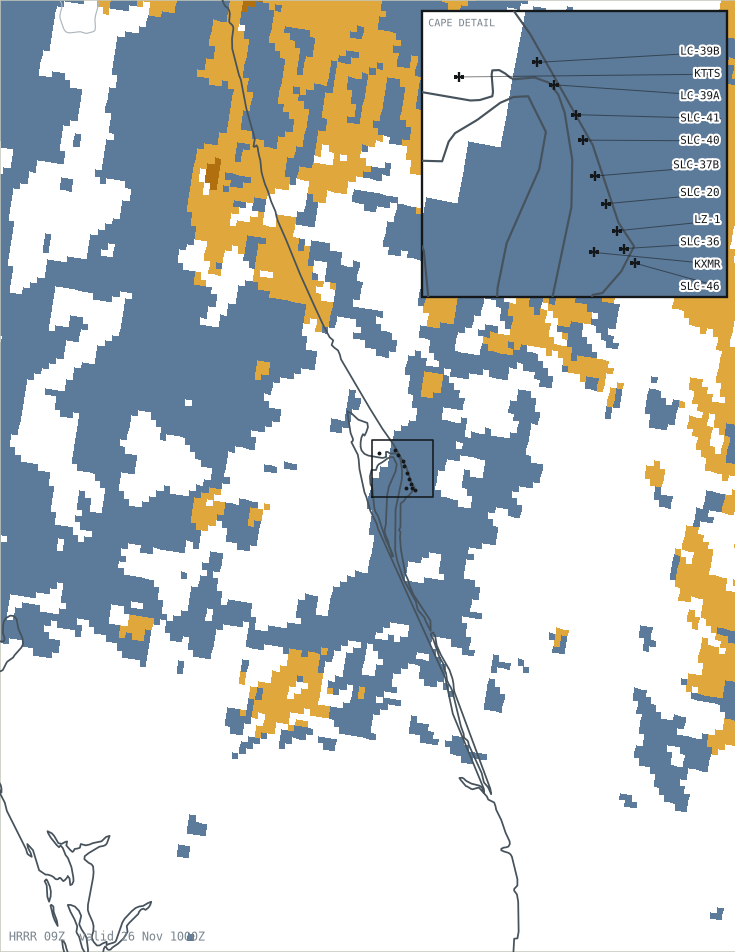 CAPE DETAIL
LC-39B
KTTS
LC-39A
SLC-41
SLC-40
SLC-37B
SLC-20
LZ-1
SLC-36
KXMR
SLC-46
HRRR 09Z valid 26 Nov 1000Z